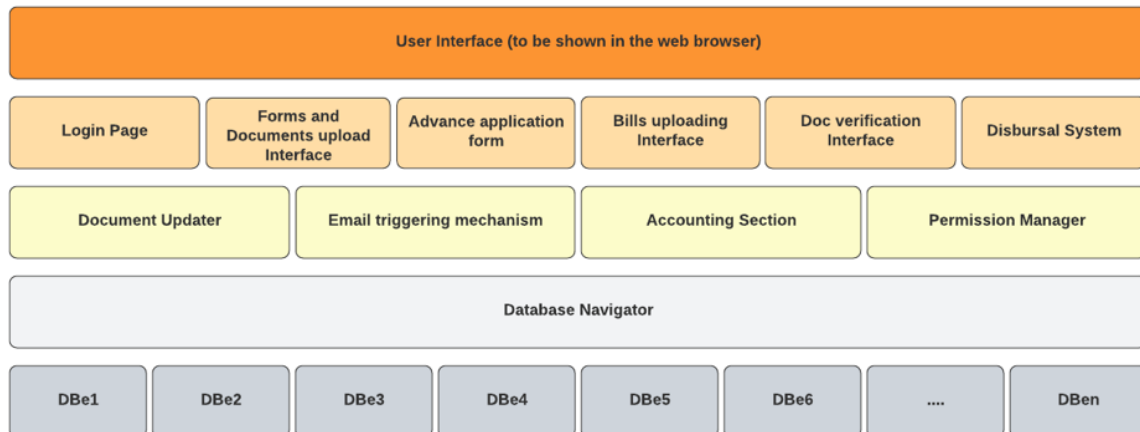 User Interface (to be shown in the web browser)
Login Page
Forms and
Documents upload
Interface
Advance application
form
Bills uploading
Interface
Doc verification
Interface
Disbursal System
Document Updater
Email triggering mechanism
Accounting Section
Permission Manager
Database Navigator
DBe1
DBe2
DBe3
DBe4
DBe5
DBe6
....
DBen